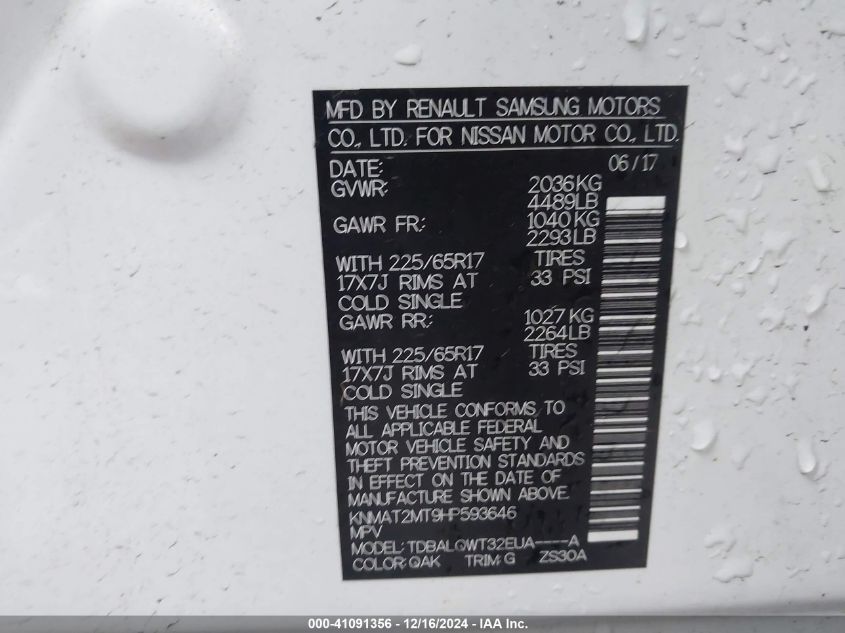 MFD BY RENAULT SAMSUNG MOTORS
CO., LTD. FOR NISSAN MOTOR CO., LTD.
DATE: 06/17
GVWR: 2036KG
4489LB
GAWR FR: 1040KG
2293LB
WITH 225/65R17 TIRES
17X7J RIMS AT 33 PSI
COLD SINGLE
GAWR RR: 1027KG
2264LB
WITH 225/65R17 TIRES
17X7J RIMS AT 33 PSI
COLD SINGLE
THIS VEHICLE CONFORMS TO
ALL APPLICABLE FEDERAL
MOTOR VEHICLE SAFETY AND
THEFT PREVENTION STANDARDS
IN EFFECT ON THE DATE OF
MANUFACTURE SHOWN ABOVE.
KNMAT2MT9HP593646
MPV
MODEL: TDBALQWT32EUA----A
COLOR: QAK TRIM: G ZS30A
000-41091356 - 12/16/2024 - IAA Inc.